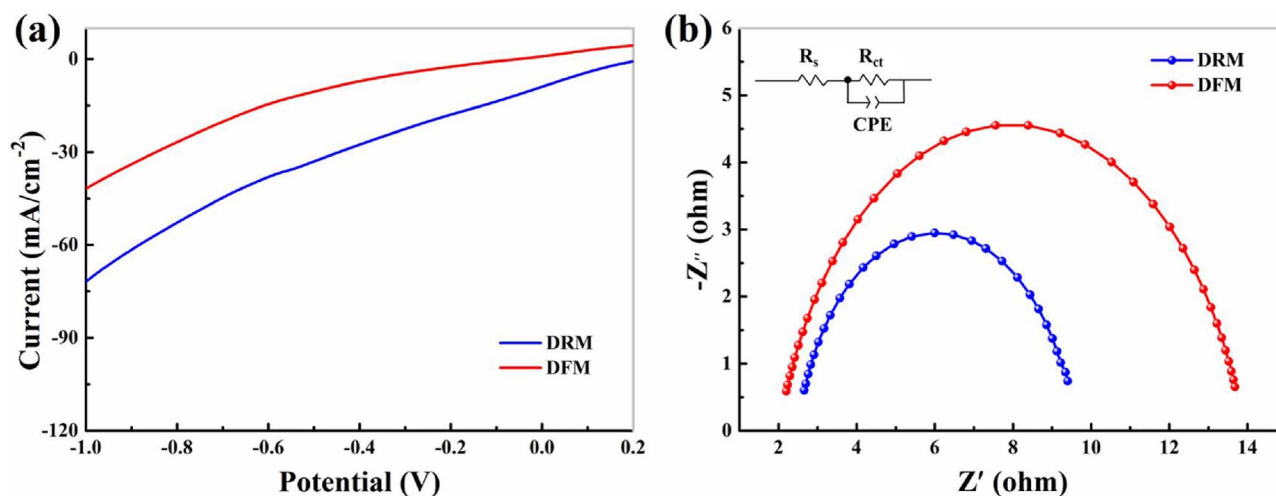 (a)
0
-30
-60
-90
-120
Current (mA/cm⁻²)
DRM
DFM
-1.0 -0.8 -0.6 -0.4 -0.2 0.0 0.2
Potential (V)
(b)
5
4
3
2
1
0
-Z″ (ohm)
Rs Rct
CPE
DRM
DFM
2 4 6 8 10 12 14
Z′ (ohm)